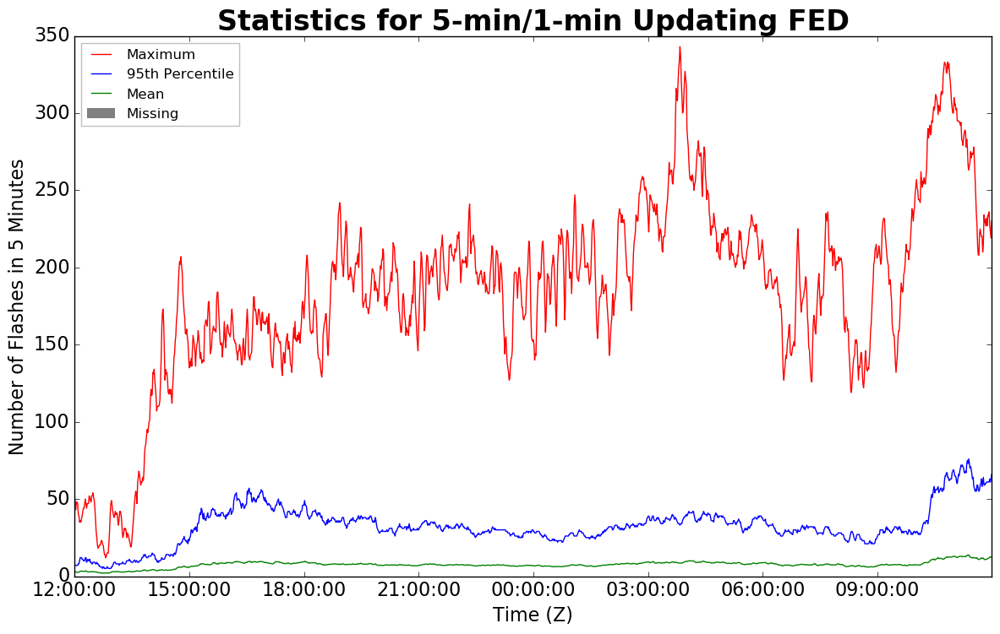 Statistics for 5-min/1-min Updating FED
350
300
250
200
150
100
50
0
Number of Flashes in 5 Minutes
Maximum
95th Percentile
Mean
Missing
12:00:00 15:00:00 18:00:00 21:00:00 00:00:00 03:00:00 06:00:00 09:00:00
Time (Z)